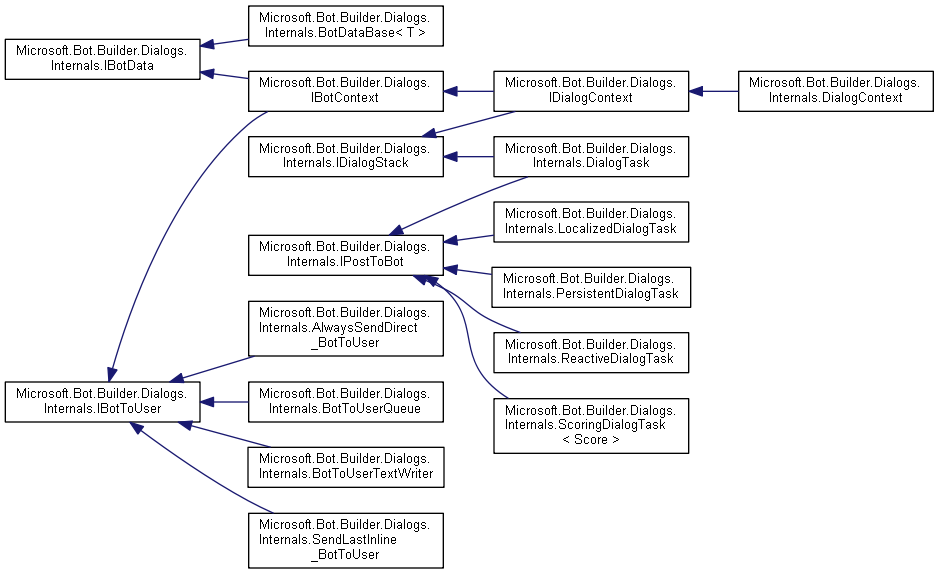 Microsoft.Bot.Builder.Dialogs.
Internals.BotDataBase< T >
Microsoft.Bot.Builder.Dialogs.
Internals.IBotData
Microsoft.Bot.Builder.Dialogs.
IBotContext
Microsoft.Bot.Builder.Dialogs.
IDialogContext
Microsoft.Bot.Builder.Dialogs.
Internals.DialogContext
Microsoft.Bot.Builder.Dialogs.
Internals.IDialogStack
Microsoft.Bot.Builder.Dialogs.
Internals.DialogTask
Microsoft.Bot.Builder.Dialogs.
Internals.LocalizedDialogTask
Microsoft.Bot.Builder.Dialogs.
Internals.IPostToBot
Microsoft.Bot.Builder.Dialogs.
Internals.PersistentDialogTask
Microsoft.Bot.Builder.Dialogs.
Internals.AlwaysSendDirect
_BotToUser
Microsoft.Bot.Builder.Dialogs.
Internals.ReactiveDialogTask
Microsoft.Bot.Builder.Dialogs.
Internals.IBotToUser
Microsoft.Bot.Builder.Dialogs.
Internals.BotToUserQueue
Microsoft.Bot.Builder.Dialogs.
Internals.ScoringDialogTask
< Score >
Microsoft.Bot.Builder.Dialogs.
Internals.BotToUserTextWriter
Microsoft.Bot.Builder.Dialogs.
Internals.SendLastInline
_BotToUser